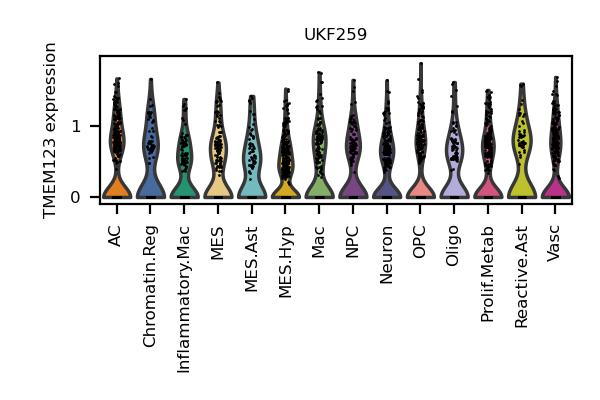 UKF259
TMEM123 expression
1
0
AC
Chromatin.Reg
Inflammatory.Mac
MES
MES.Ast
MES.Hyp
Mac
NPC
Neuron
OPC
Oligo
Prolif.Metab
Reactive.Ast
Vasc